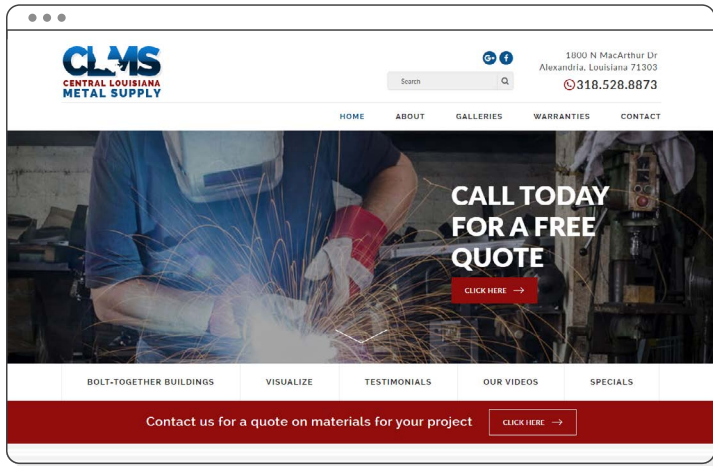 CLMS
CENTRAL LOUISIANA
METAL SUPPLY
G+ f
1800 N MacArthur Dr
Alexandria, Louisiana 71303
Search
318.528.8873
HOME ABOUT GALLERIES WARRANTIES CONTACT
CALL TODAY
FOR A FREE
QUOTE
CLICK HERE →
BOLT-TOGETHER BUILDINGS VISUALIZE TESTIMONIALS OUR VIDEOS SPECIALS
Contact us for a quote on materials for your project CLICK HERE →